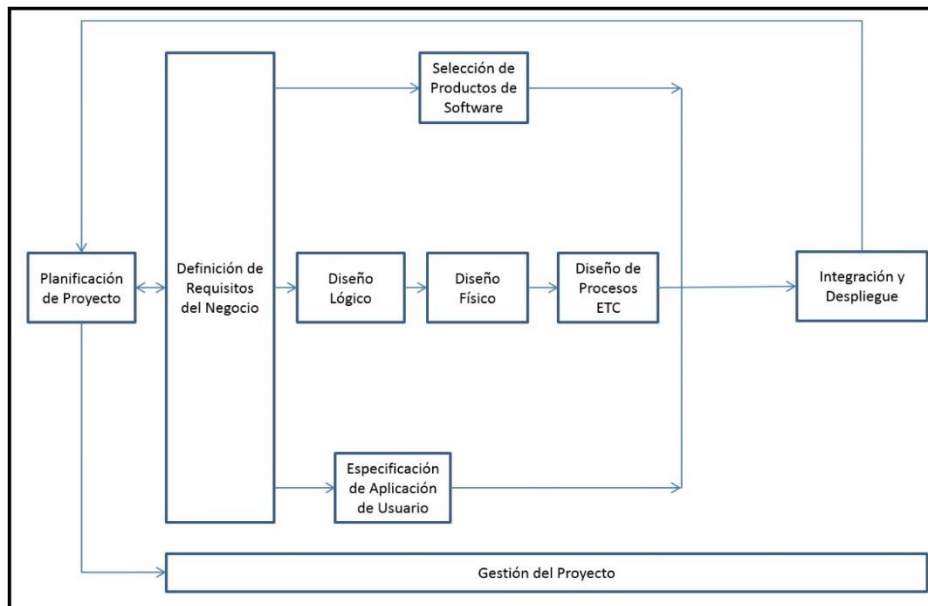 Selección de
Productos de
Software
Planificación
de Proyecto
Definición de
Requisitos
del Negocio
Diseño
Lógico
Diseño
Físico
Diseño de
Procesos
ETC
Integración y
Despliegue
Especificación
de Aplicación
de Usuario
Gestión del Proyecto